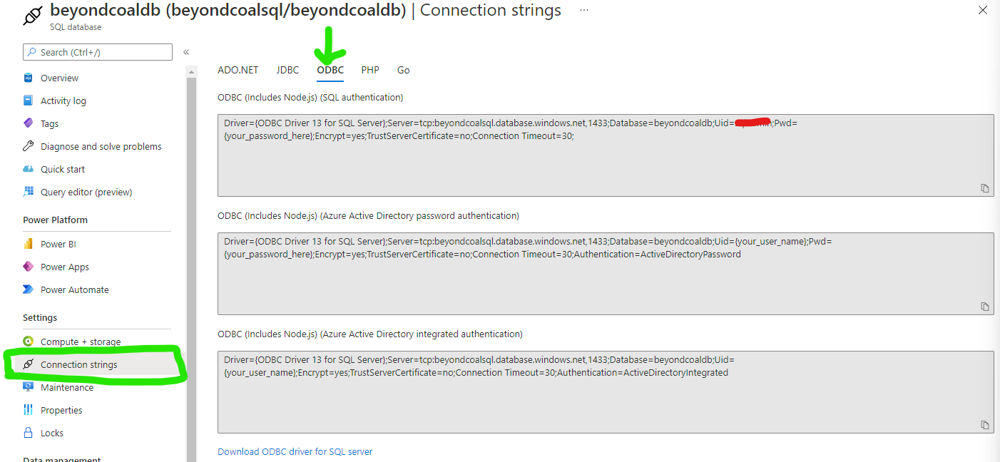 beyondcoaldb (beyondcoalsql/beyondcoaldb) | Connection strings ...
SQL database
Search (Ctrl+/)
«
Overview
Activity log
Tags
Diagnose and solve problems
Quick start
Query editor (preview)
Power Platform
Power BI
Power Apps
Power Automate
Settings
Compute + storage
Connection strings
Maintenance
Properties
Locks
Data management
ADO.NET JDBC ODBC PHP Go
ODBC (Includes Node.js) (SQL authentication)
Driver={ODBC Driver 13 for SQL Server};Server=tcp:beyondcoalsql.database.windows.net,1433;Database=beyondcoaldb;Uid= ;Pwd=
{your_password_here};Encrypt=yes;TrustServerCertificate=no;Connection Timeout=30;
ODBC (Includes Node.js) (Azure Active Directory password authentication)
Driver={ODBC Driver 13 for SQL Server};Server=tcp:beyondcoalsql.database.windows.net,1433;Database=beyondcoaldb;Uid={your_user_name};Pwd=
{your_password_here};Encrypt=yes;TrustServerCertificate=no;Connection Timeout=30;Authentication=ActiveDirectoryPassword
ODBC (Includes Node.js) (Azure Active Directory integrated authentication)
Driver={ODBC Driver 13 for SQL Server};Server=tcp:beyondcoalsql.database.windows.net,1433;Database=beyondcoaldb;Uid=
{your_user_name};Encrypt=yes;TrustServerCertificate=no;Connection Timeout=30;Authentication=ActiveDirectoryIntegrated
Download ODBC driver for SQL server